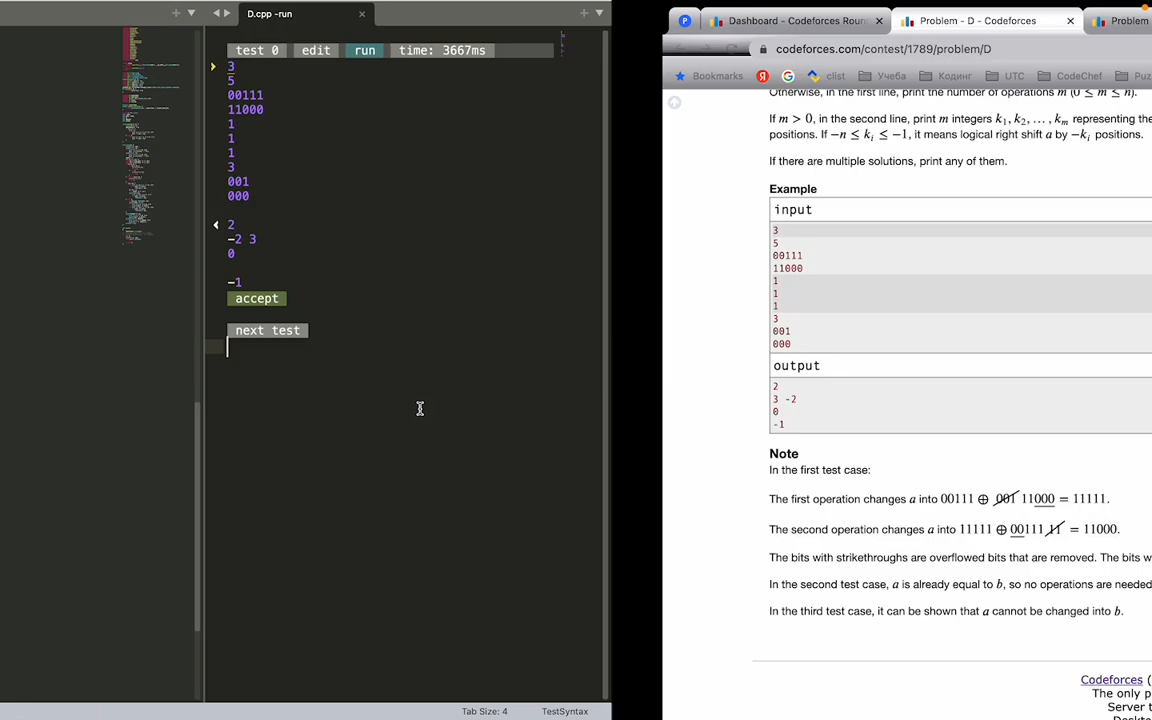 D.cpp -run
test 0 edit run time: 3667ms
3
5
00111
11000
1
1
1
3
001
000
2
-2 3
0
-1
accept
next test
Tab Size: 4 TestSyntax
Dashboard - Codeforces Roun
Problem - D - Codeforces
Problem
codeforces.com/contest/1789/problem/D
Bookmarks
clist
Учеба
Кодинг
UTC
CodeChef
Puz
Otherwise, in the first line, print the number of operations m (0 ≤ m ≤ n).
If m > 0, in the second line, print m integers k₁, k₂, . . . , kₘ representing the
positions. If −n ≤ kᵢ ≤ −1, it means logical right shift a by −kᵢ positions.
If there are multiple solutions, print any of them.
Example
input
3
5
00111
11000
1
1
1
3
001
000
output
2
3 -2
0
-1
Note
In the first test case:
The first operation changes a into 00111 ⊕ 001 11000 = 11111.
The second operation changes a into 11111 ⊕ 00111 11 = 11000.
The bits with strikethroughs are overflowed bits that are removed. The bits w
In the second test case, a is already equal to b, so no operations are needed
In the third test case, it can be shown that a cannot be changed into b.
Codeforces (
The only p
Server t